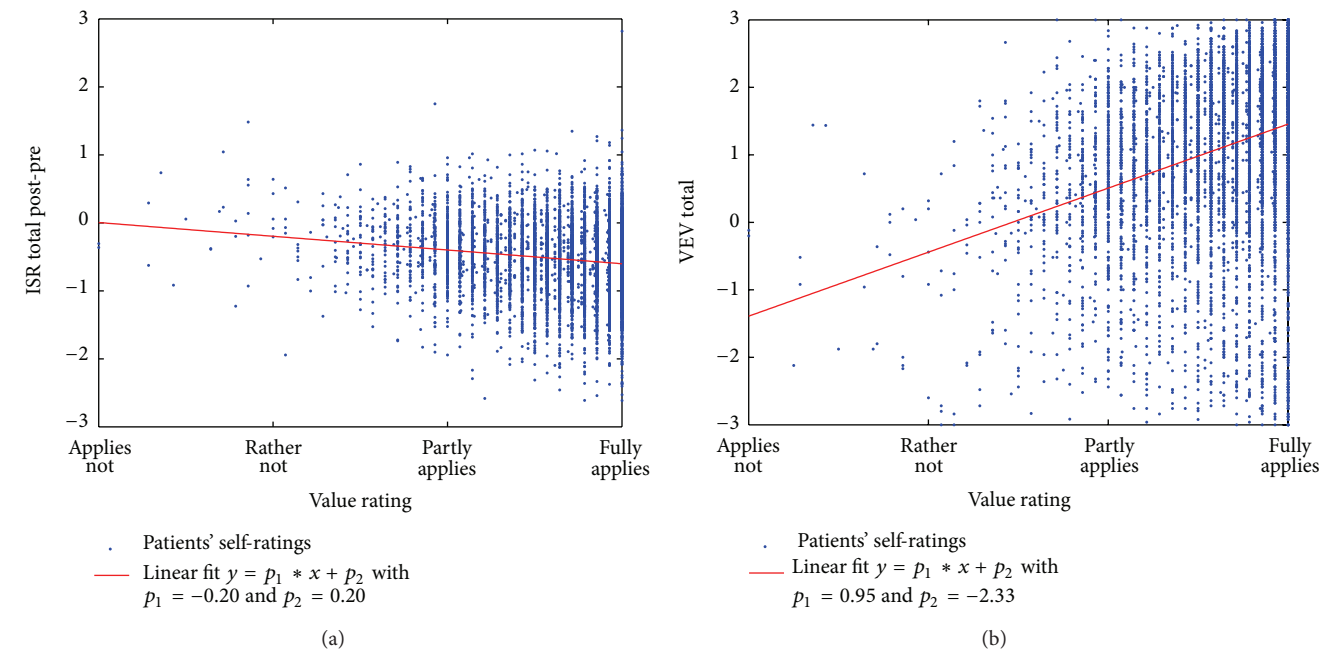 3
2
1
0
−1
−2
−3
ISR total post-pre
Applies not
Rather not
Partly applies
Fully applies
Value rating
Patients' self-ratings
Linear fit y = p₁ ∗ x + p₂ with
p₁ = −0.20 and p₂ = 0.20
(a)
3
2
1
0
−1
−2
−3
VEV total
Applies not
Rather not
Partly applies
Fully applies
Value rating
Patients' self-ratings
Linear fit y = p₁ ∗ x + p₂ with
p₁ = 0.95 and p₂ = −2.33
(b)